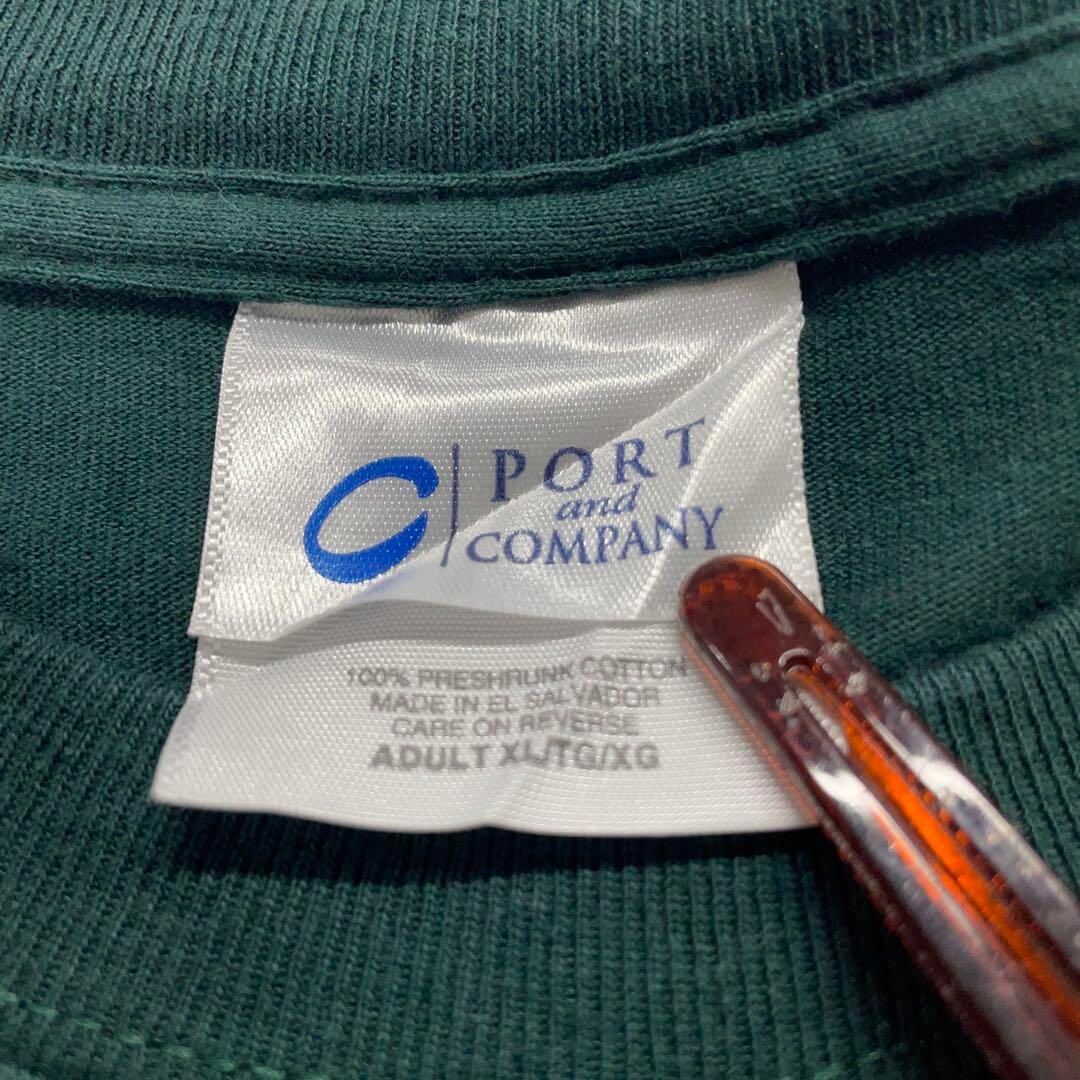 PORT
and
COMPANY
100% PRESHRUNK COTTON
MADE IN EL SALVADOR
CARE ON REVERSE
ADULT XL/TG/XG